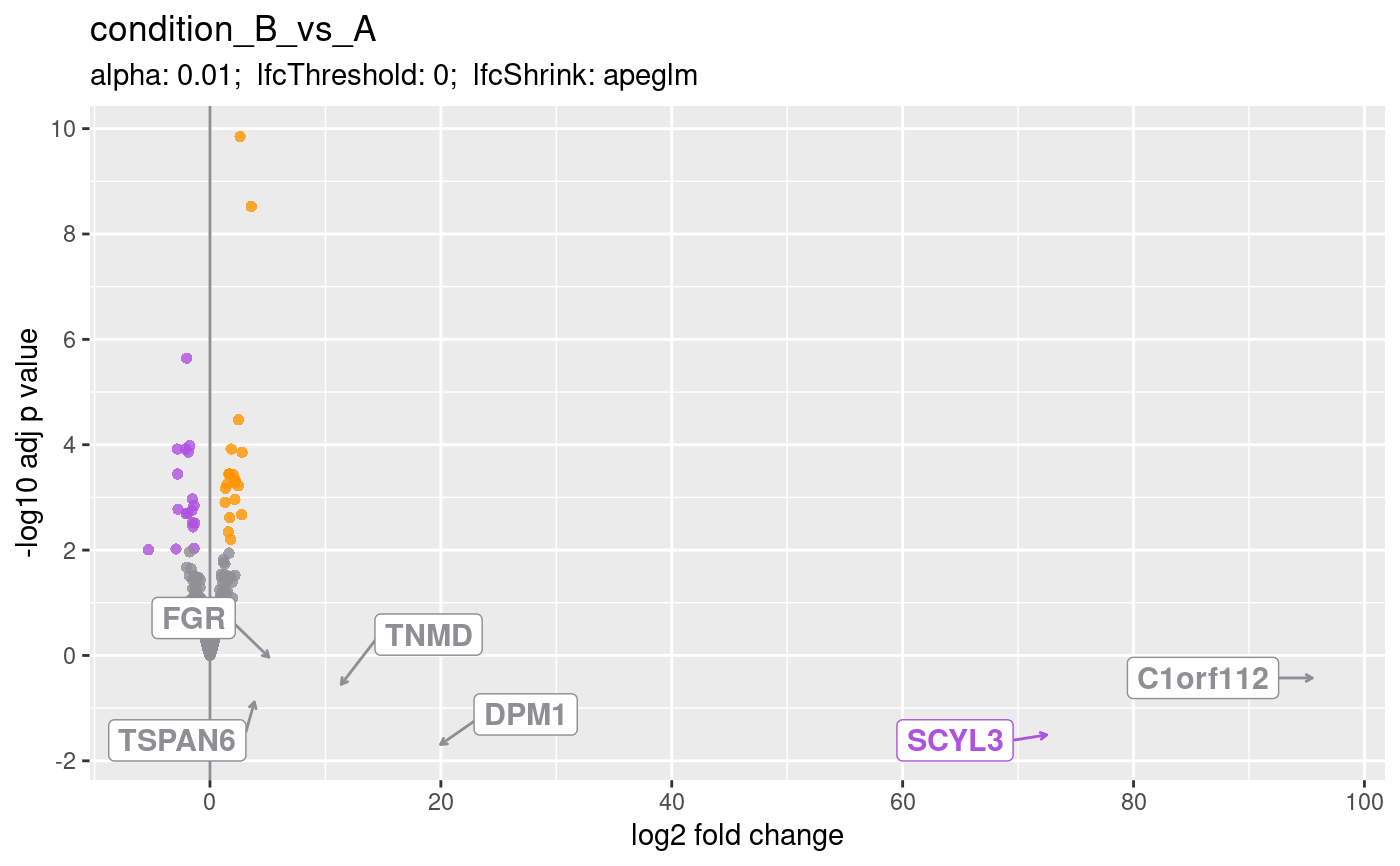 condition_B_vs_A
alpha: 0.01;  lfcThreshold: 0;  lfcShrink: apeglm
-log10 adj p value
10
8
6
4
2
0
-2
FGR
TNMD
C1orf112
DPM1
TSPAN6
SCYL3
0
20
40
60
80
100
log2 fold change